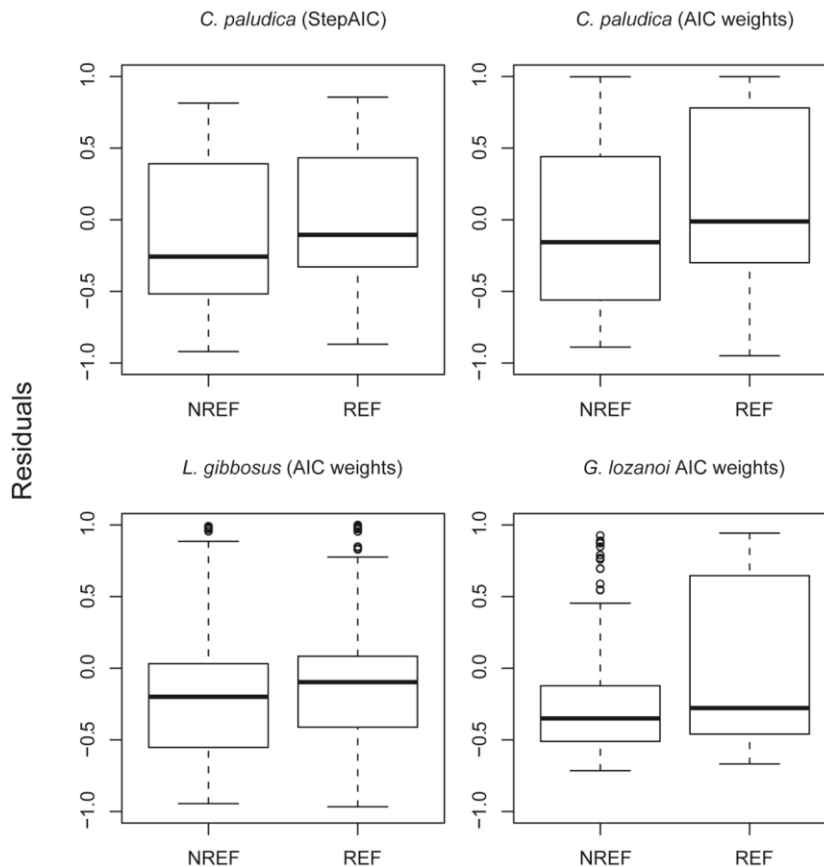 C. paludica (StepAIC)
C. paludica (AIC weights)
Residuals
1.0
0.5
0.0
−0.5
−1.0
NREF
REF
1.0
0.5
0.0
−0.5
−1.0
NREF
REF
L. gibbosus (AIC weights)
G. lozanoi AIC weights)
1.0
0.5
0.0
−0.5
−1.0
NREF
REF
1.0
0.5
0.0
−0.5
−1.0
NREF
REF